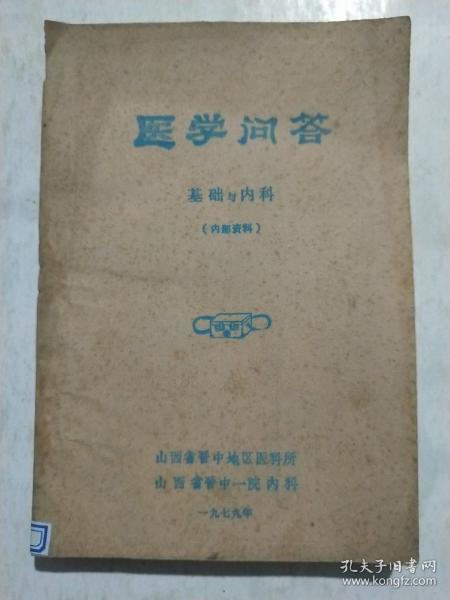 医学问答
基础与内科
（内部资料）
山西省晋中地区医科所
山西省晋中一院内科
一九七九年
孔夫子旧书网
www.kongfz.com